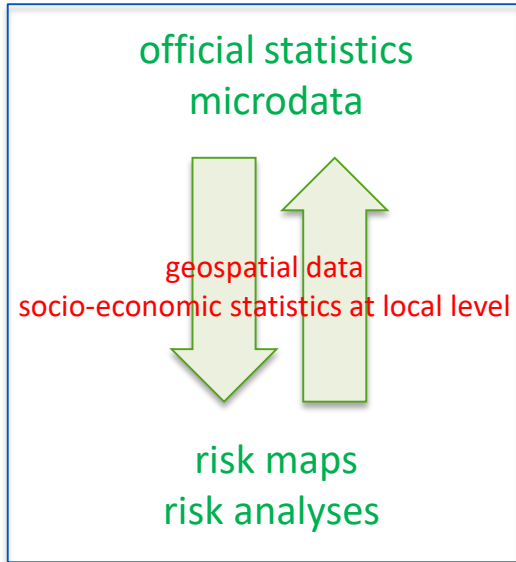 official statistics
microdata
geospatial data
socio-economic statistics at local level
risk maps
risk analyses